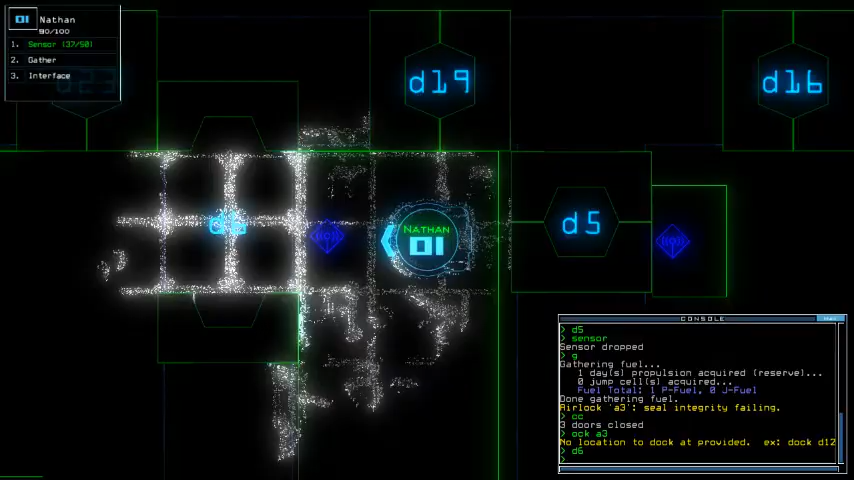 01 Nathan
90/100
1. Sensor (37/50)
2. Gather
3. Interface
d23
d19
d16
d6
NATHAN
01
d5
CONSOLE
> d5
> sensor
Sensor dropped
> g
Gathering fuel...
1 day(s) propulsion acquired (reserve)...
0 jump cell(s) acquired...
Fuel Total: 1 P-Fuel, 0 J-Fuel
Done gathering fuel.
Airlock 'a3': seal integrity failing.
> cc
3 doors closed
> ock a3
No location to dock at provided. ex: dock d12
> d6
>